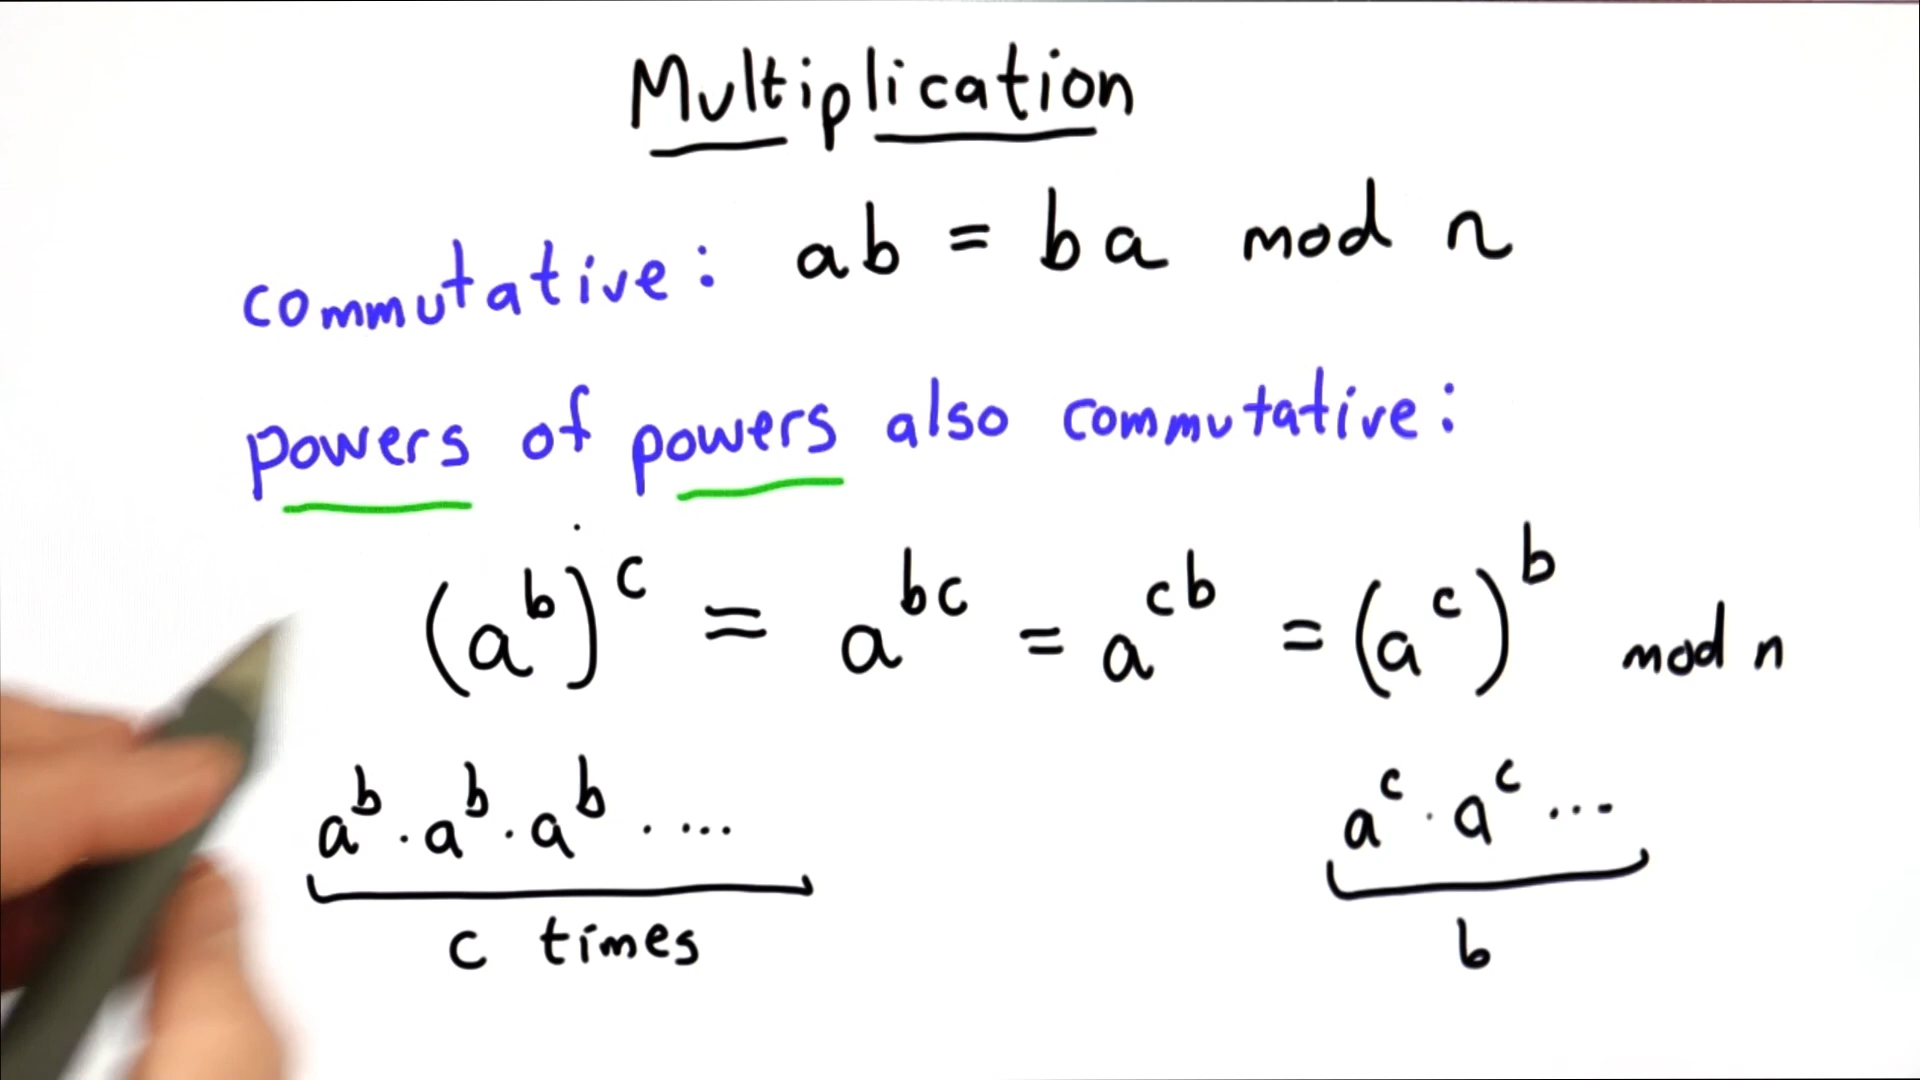 Multiplication
commutative: ab = ba mod n
powers of powers also commutative:
(a^b)^c = a^bc = a^cb = (a^c)^b mod n
a^b · a^b · a^b · .... a^c · a^c ...
c times b